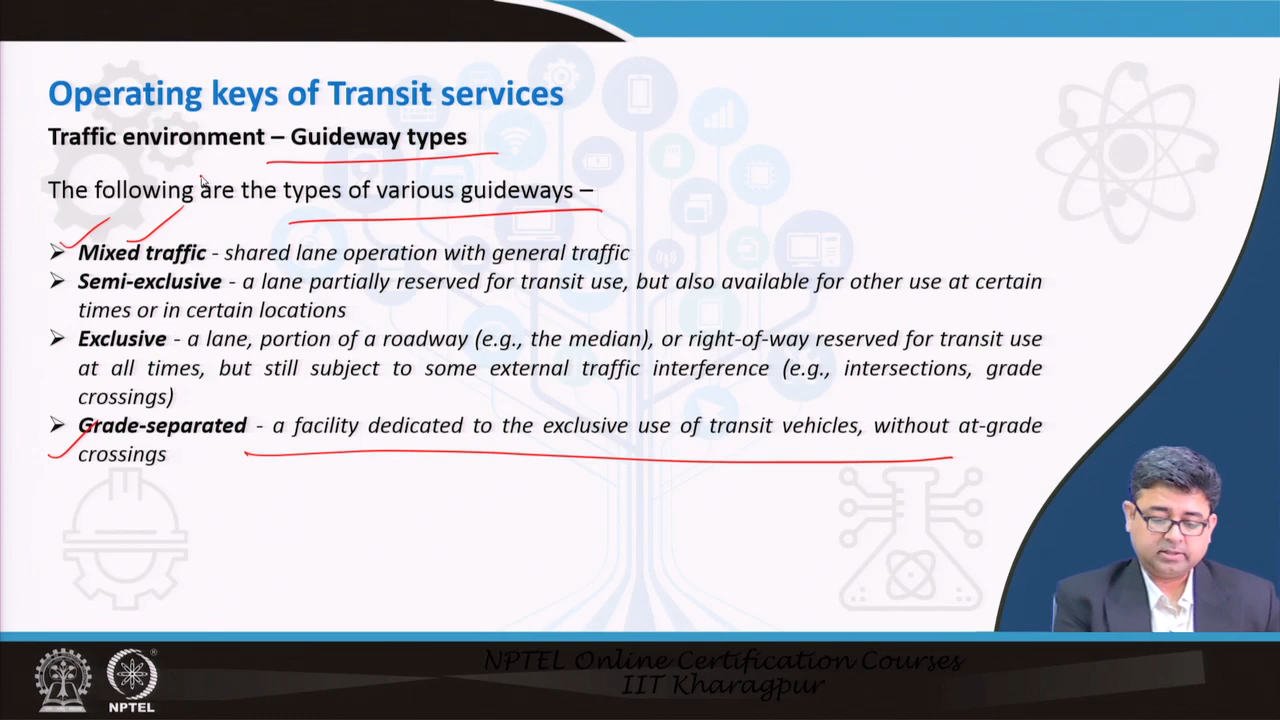 Operating keys of Transit services
Traffic environment – Guideway types
The following are the types of various guideways –
➢ Mixed traffic - shared lane operation with general traffic
➢ Semi-exclusive - a lane partially reserved for transit use, but also available for other use at certain
times or in certain locations
➢ Exclusive - a lane, portion of a roadway (e.g., the median), or right-of-way reserved for transit use
at all times, but still subject to some external traffic interference (e.g., intersections, grade
crossings)
➢ Grade-separated - a facility dedicated to the exclusive use of transit vehicles, without at-grade
crossings
NPTEL Online Certification Courses
IIT Kharagpur
NPTEL